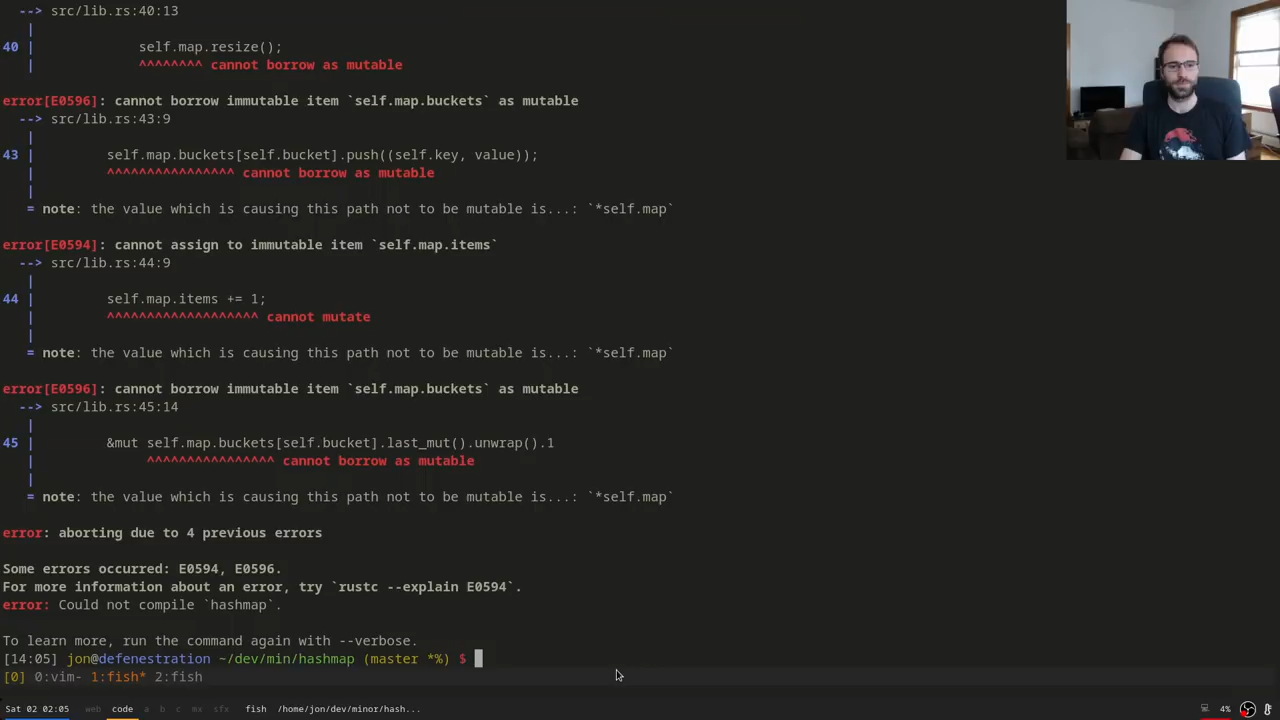 --> src/lib.rs:40:13
|
40 | self.map.resize();
| ^^^^^^^^ cannot borrow as mutable
error[E0596]: cannot borrow immutable item `self.map.buckets` as mutable
--> src/lib.rs:43:9
|
43 | self.map.buckets[self.bucket].push((self.key, value));
| ^^^^^^^^^^^^^^^^ cannot borrow as mutable
|
= note: the value which is causing this path not to be mutable is...: `*self.map`
error[E0594]: cannot assign to immutable item `self.map.items`
--> src/lib.rs:44:9
|
44 | self.map.items += 1;
| ^^^^^^^^^^^^^^^^^^^ cannot mutate
|
= note: the value which is causing this path not to be mutable is...: `*self.map`
error[E0596]: cannot borrow immutable item `self.map.buckets` as mutable
--> src/lib.rs:45:14
|
45 | &mut self.map.buckets[self.bucket].last_mut().unwrap().1
| ^^^^^^^^^^^^^^^^ cannot borrow as mutable
|
= note: the value which is causing this path not to be mutable is...: `*self.map`
error: aborting due to 4 previous errors
Some errors occurred: E0594, E0596.
For more information about an error, try `rustc --explain E0594`.
error: Could not compile `hashmap`.
To learn more, run the command again with --verbose.
[14:05] jon@defenestration ~/dev/min/hashmap (master *%) $
[0] 0:vim- 1:fish* 2:fish
Sat 02 02:05 web code a b c mx sfx fish /home/jon/dev/minor/hash... 4%